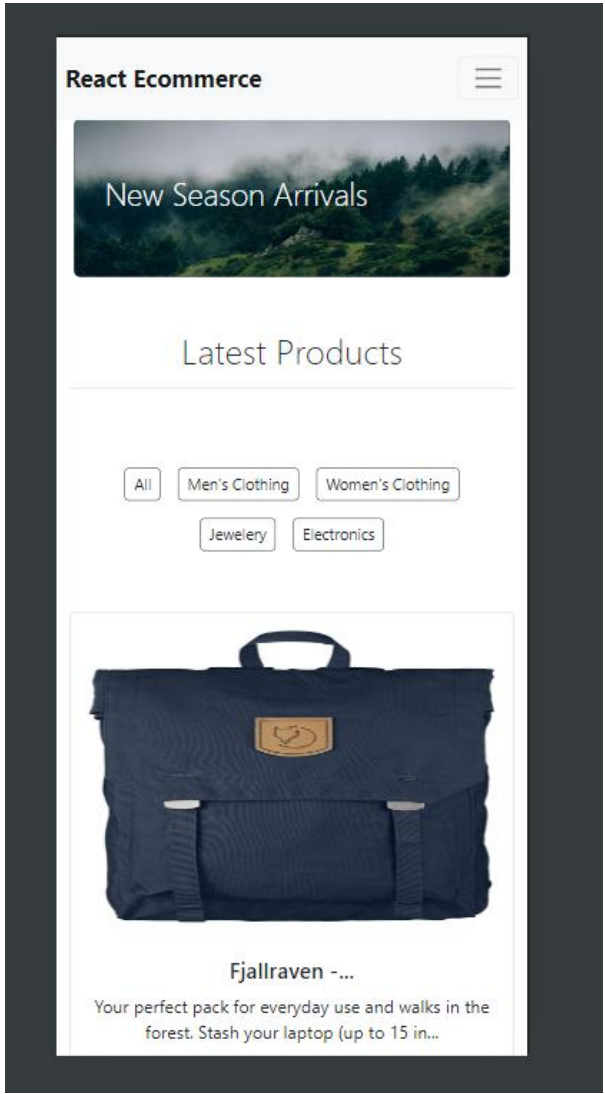 React Ecommerce
New Season Arrivals
Latest Products
All Men's Clothing Women's Clothing
Jewelery Electronics
Fjallraven -...
Your perfect pack for everyday use and walks in the
forest. Stash your laptop (up to 15 in...